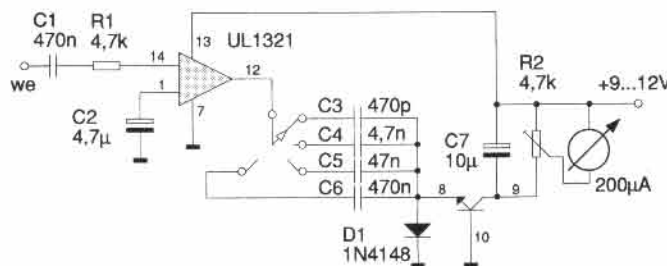 C1
470n
R1
4,7k
we
C2
4,7µ
14
1
13
7
UL1321
12
C3 470p
C4 4,7n
C5 47n
C6 470n
D1
1N4148
C7
10µ
8
9
10
R2
4,7k
+9...12V
200µA